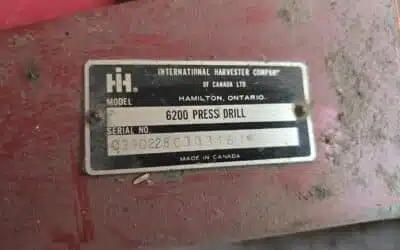 INTERNATIONAL HARVESTER COMPANY
OF CANADA LTD
IH
HAMILTON, ONTARIO.
MODEL
6200 PRESS DRILL
SERIAL NO
MADE IN CANADA